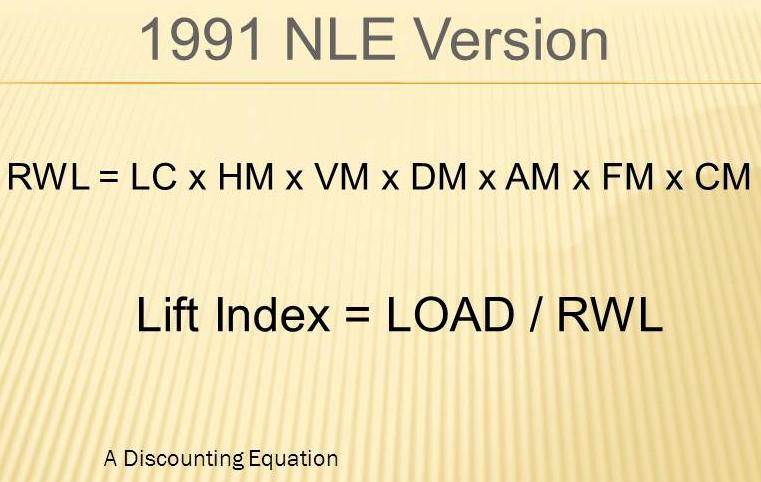 1991 NLE Version
RWL = LC x HM x VM x DM x AM x FM x CM
Lift Index = LOAD / RWL
A Discounting Equation